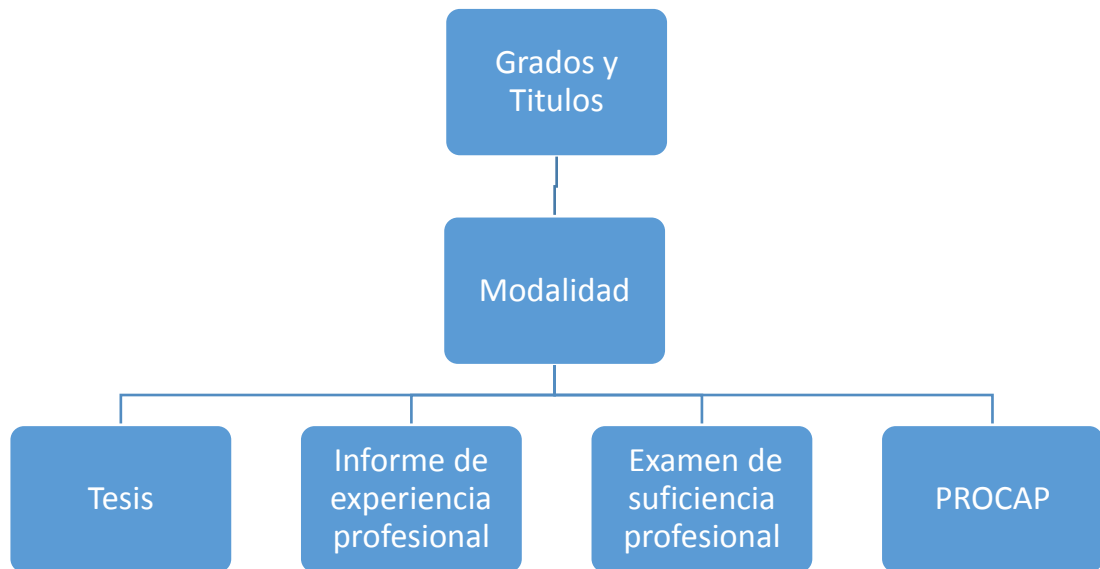 Grados y
Titulos
Modalidad
Tesis
Informe de
experiencia
profesional
Examen de
suficiencia
profesional
PROCAP